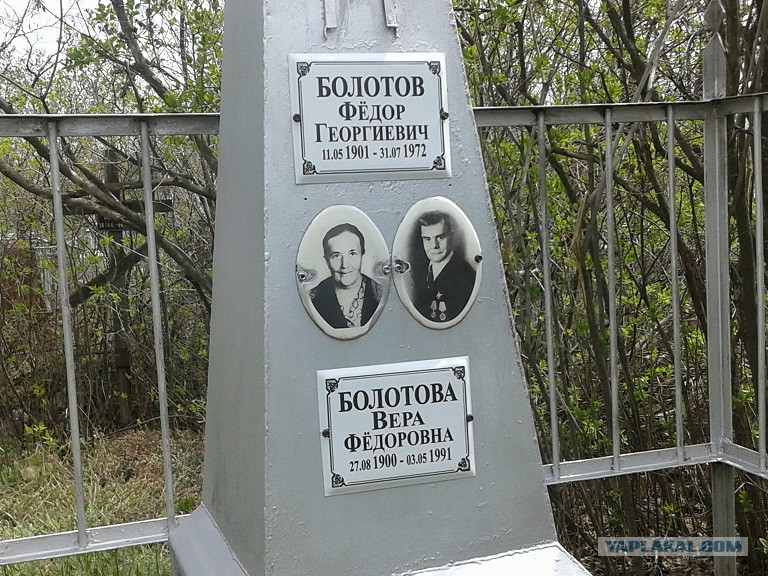 БОЛОТОВ
ФЁДОР
ГЕОРГИЕВИЧ
11.05 1901 - 31.07 1972
БОЛОТОВА
ВЕРА
ФЁДОРОВНА
27.08 1900 - 03.05 1991
YAPLAKAL.COM